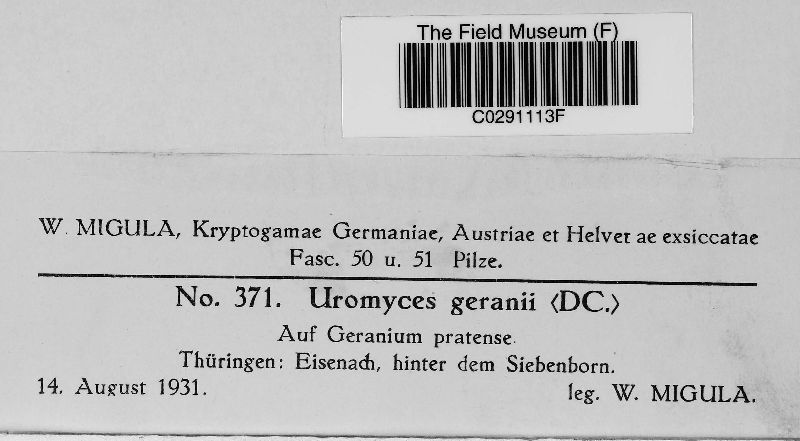 The Field Museum (F)
C0291113F
W. MIGULA, Kryptogamae Germaniae, Austriae et Helvet ae exsiccatae
Fasc. 50 u. 51 Pilze.
No. 371. Uromyces geranii (DC.)
Auf Geranium pratense.
Thüringen: Eisenach, hinter dem Siebenborn.
14. August 1931. leg. W. MIGULA.